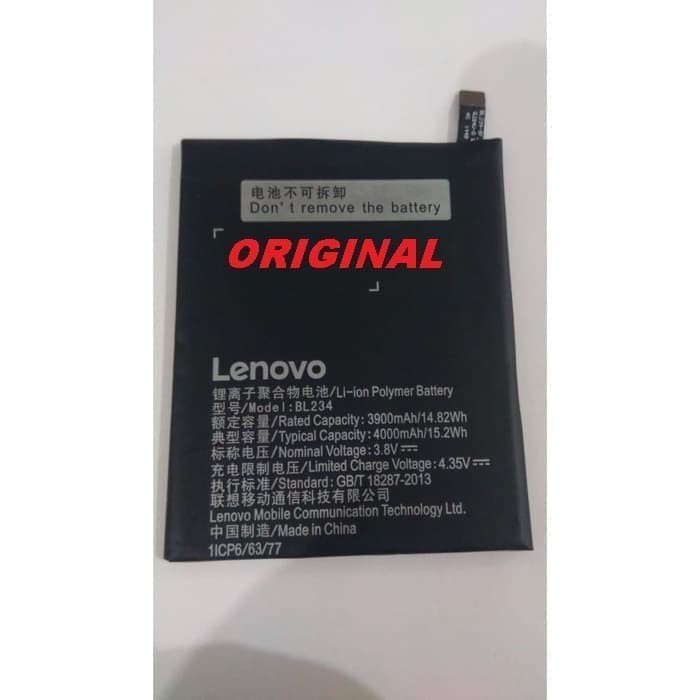 电池不可拆卸
Don't remove the battery
ORIGINAL
Lenovo
锂离子聚合物电池/Li-ion Polymer Battery
型号/Model:BL234
额定容量/Rated Capacity: 3900mAh/14.82Wh
典型容量/Typical Capacity: 4000mAh/15.2Wh
标称电压/Nominal Voltage: 3.8V⎓
充电限制电压/Limited Charge Voltage: 4.35V⎓
执行标准/Standard: GB/T 18287-2013
联想移动通信科技有限公司
Lenovo Mobile Communication Technology Ltd.
中国制造/Made in China
1ICP6/63/77